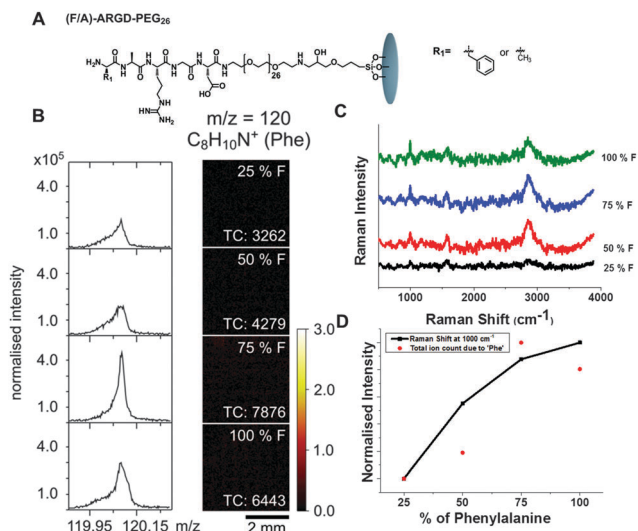 (F/A)-ARGD-PEG26
A
R1= or CH3
H2N
R1
O
H
N
26
OH
Si
HN
NH
NH2
B
m/z = 120
C8H10N+ (Phe)
x10^5
4.0
1.0
4.0
1.0
4.0
1.0
4.0
1.0
normalised intensity
119.95 120.15 m/z
25 % F
TC: 3262
50 % F
TC: 4279
75 % F
TC: 7876
100 % F
TC: 6443
3.0
2.0
1.0
0.0
2 mm
C
Raman Intensity
100 % F
75 % F
50 % F
25 % F
1000 2000 3000 4000
Raman Shift (cm-1)
D
Raman Shift at 1000 cm-1
Total ion count due to 'Phe'
Normalised Intensity
25 50 75 100
% of Phenylalanine